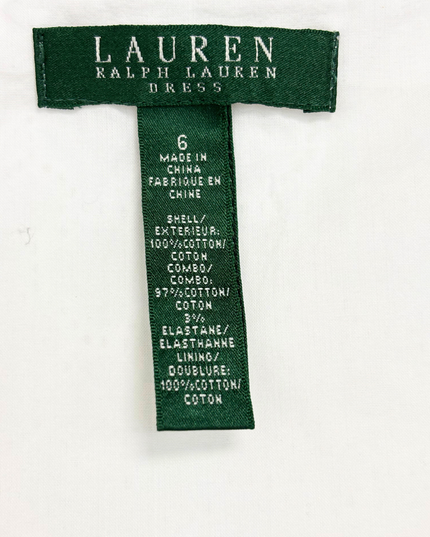 LAUREN
RALPH LAUREN
DRESS
6
MADE IN
CHINA
FABRIQUE EN
CHINE
SHELL/
EXTERIEUR:
100%COTTON/
COTON
COMBO/
COMBO:
97%COTTON/
COTON
3%
ELASTANE/
ELASTHANNE
LINING/
DOUBLURE:
100%COTTON/
COTON